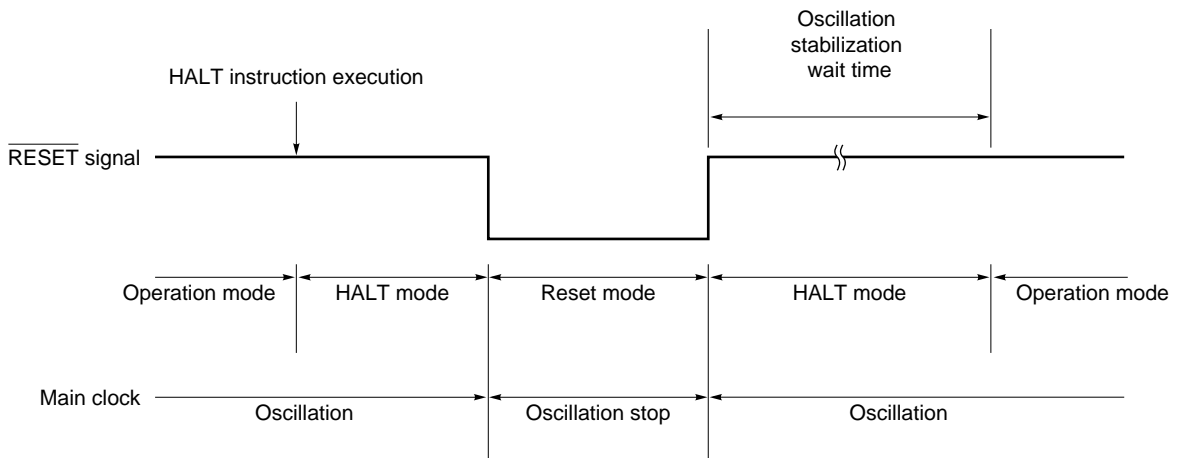 Oscillation
stabilization
wait time
HALT instruction execution
RESET signal
Operation mode
HALT mode
Reset mode
HALT mode
Operation mode
Main clock
Oscillation
Oscillation stop
Oscillation